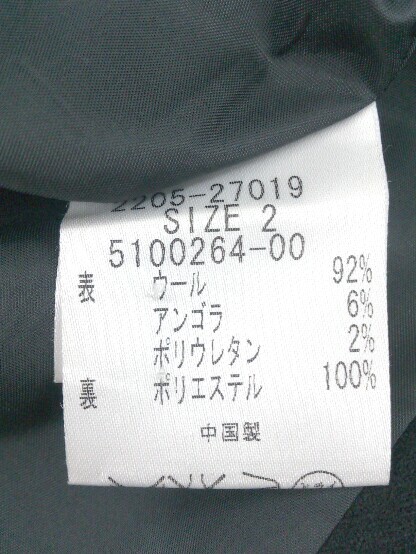 2205-27019
SIZE 2
5100264-00
表 ウール 92%
アンゴラ 6%
ポリウレタン 2%
裏 ポリエステル 100%
中国製